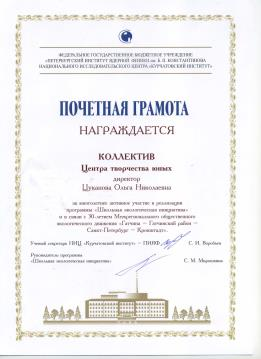 ФЕДЕРАЛЬНОЕ ГОСУДАРСТВЕННОЕ БЮДЖЕТНОЕ УЧРЕЖДЕНИЕ
«ПЕТЕРБУРГСКИЙ ИНСТИТУТ ЯДЕРНОЙ ФИЗИКИ им. Б. П. КОНСТАНТИНОВА
НАЦИОНАЛЬНОГО ИССЛЕДОВАТЕЛЬСКОГО ЦЕНТРА «КУРЧАТОВСКИЙ ИНСТИТУТ»
ПОЧЕТНАЯ ГРАМОТА
НАГРАЖДАЕТСЯ
КОЛЛЕКТИВ
Центра творчества юных
директор
Цуканова Ольга Николаевна
за многолетнее активное участие в реализации
программы «Школьная экологическая инициатива»
и в связи с 30-летием Межрегионального общественного
экологического движения «Гатчина – Гатчинский район –
Санкт-Петербург – Кронштадт».
Ученый секретарь НИЦ «Курчатовский институт» – ПИЯФ С. И. Воробьев
Руководитель программы
«Школьная экологическая инициатива» С. М.